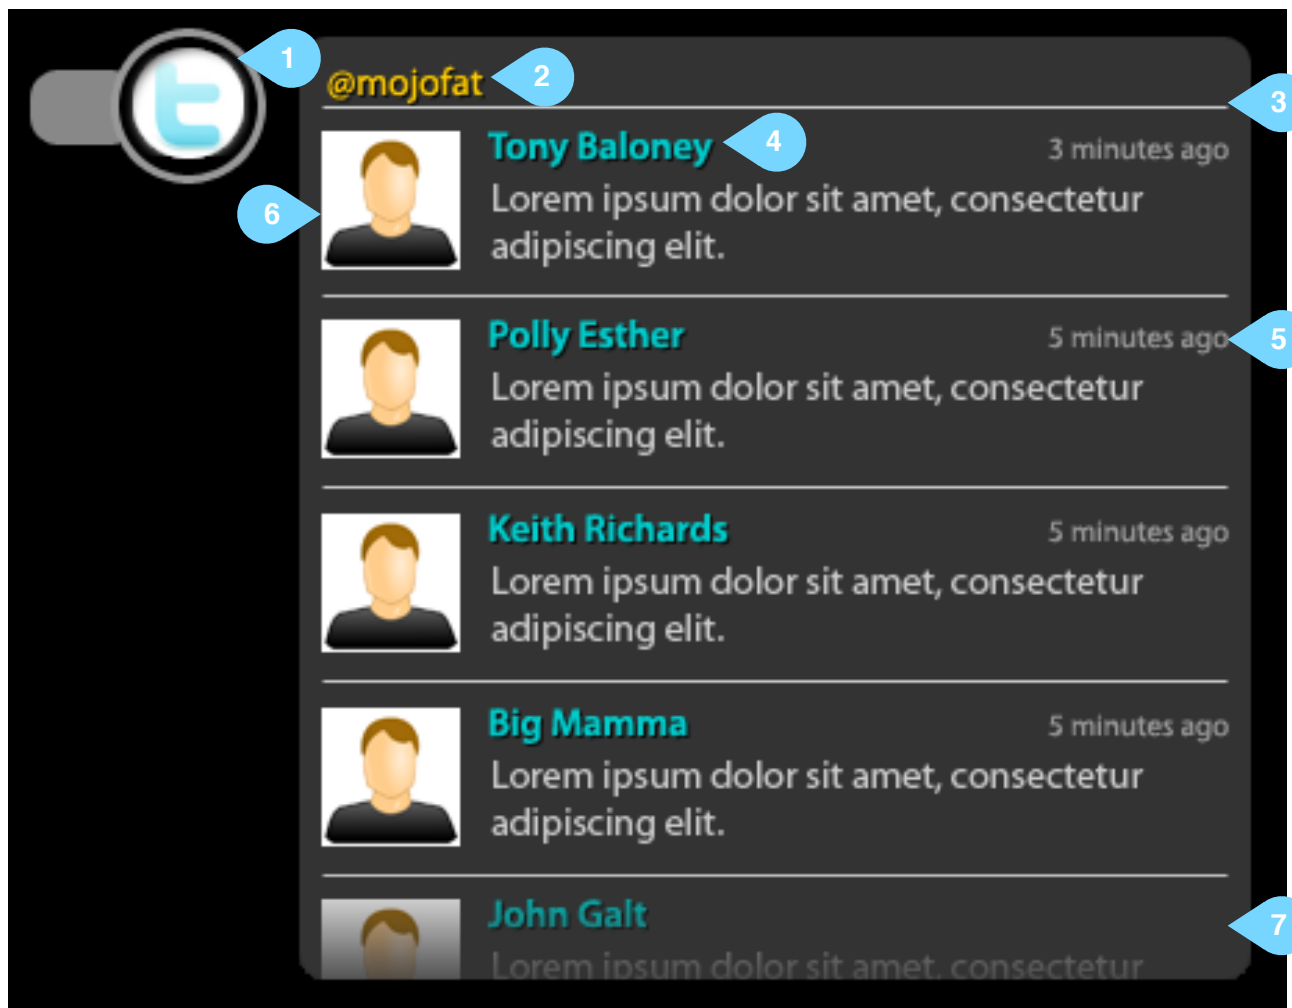 t
1
@mojofat
2
3
Tony Baloney
4
3 minutes ago
Lorem ipsum dolor sit amet, consectetur
adipiscing elit.
6
Polly Esther
5 minutes ago
5
Lorem ipsum dolor sit amet, consectetur
adipiscing elit.
Keith Richards
5 minutes ago
Lorem ipsum dolor sit amet, consectetur
adipiscing elit.
Big Mamma
5 minutes ago
Lorem ipsum dolor sit amet, consectetur
adipiscing elit.
John Galt
7
Lorem ipsum dolor sit amet, consectetur